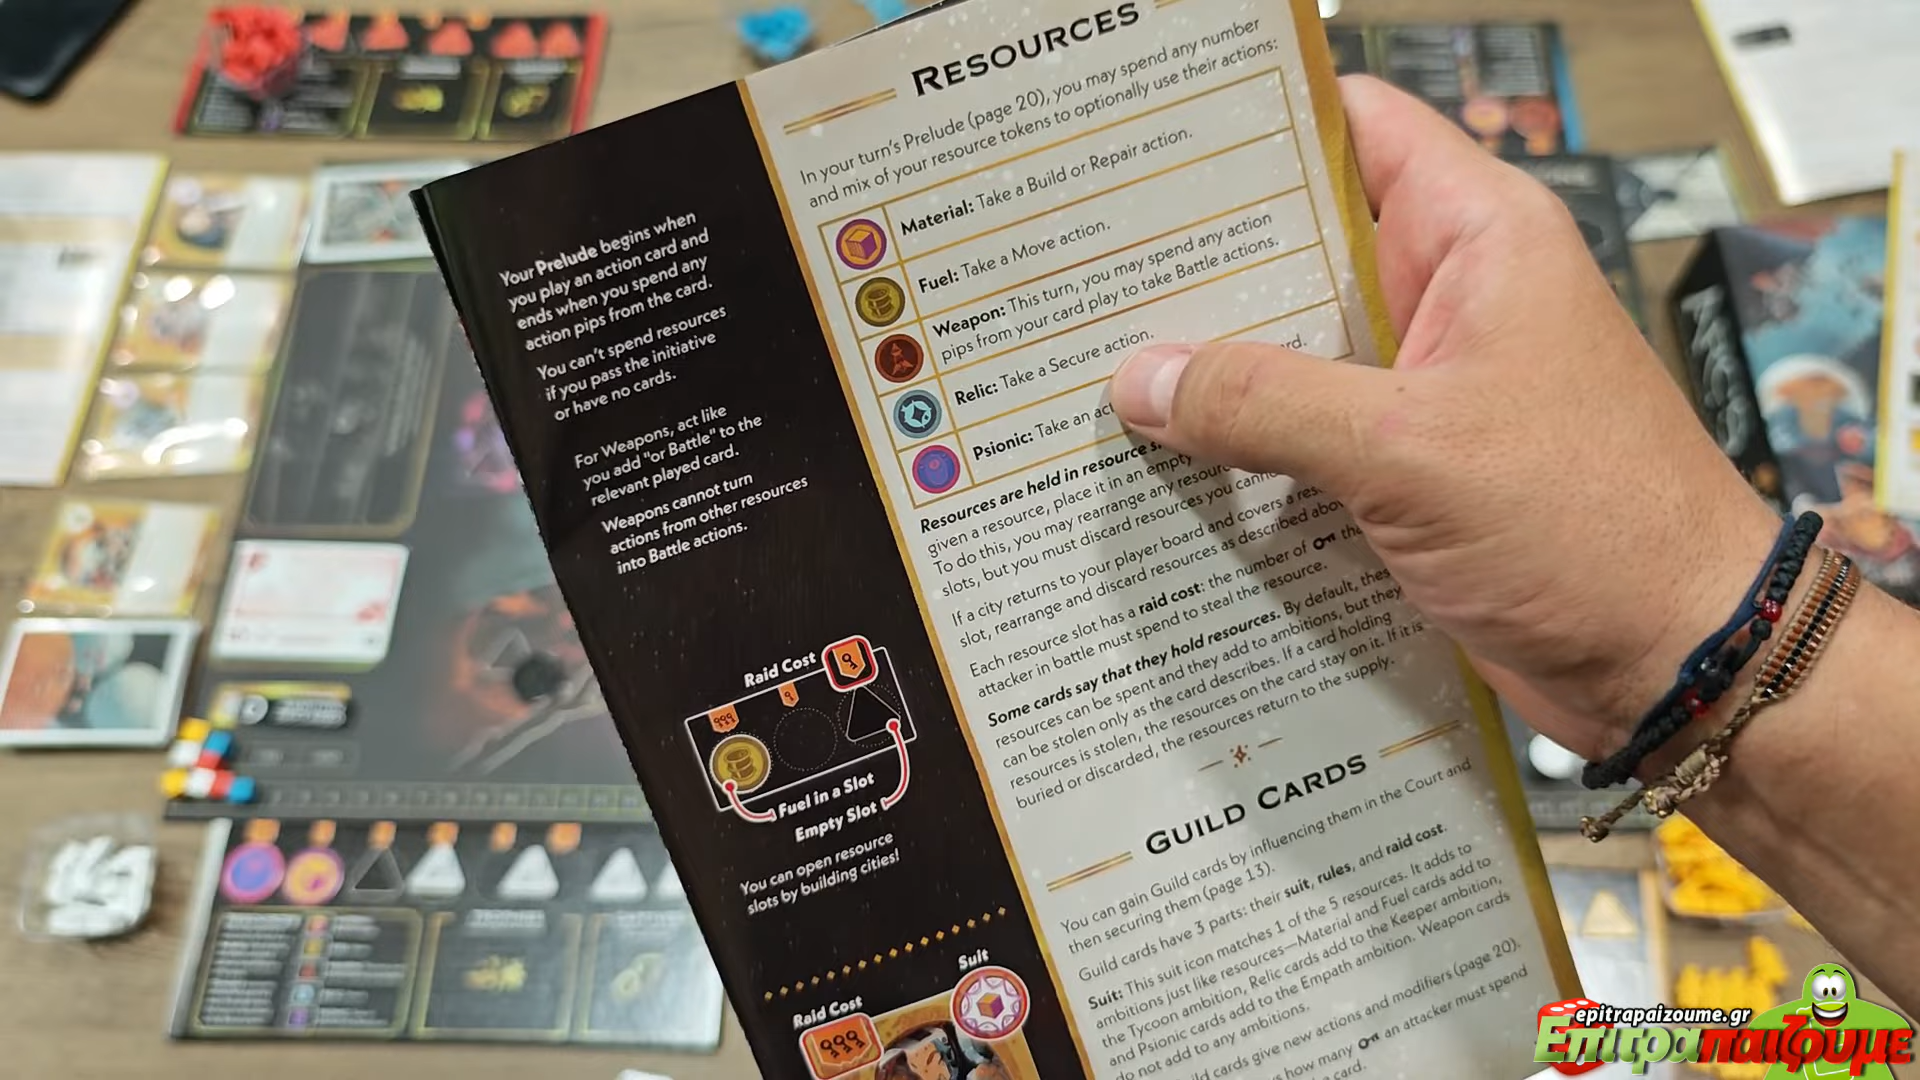 RESOURCES
In your turn's Prelude (page 20), you may spend any number
and mix of your resource tokens to optionally use their actions:
Material: Take a Build or Repair action.
Fuel: Take a Move action.
Weapon: This turn, you may spend any action
pips from your card play to take Battle actions.
Relic: Take a Secure action.
Psionic: Take an
Resources are held in resource
given a resource, place it in an empty
To do this, you may rearrange any
slots, but you must discard resources you
If a city returns to your player board and covers a
slot, rearrange and discard resources as described
Each resource slot has a raid cost: the number of
attacker in battle must spend to steal the resource.
Some cards say that they hold resources. By default,
resources can be spent and they add to ambitions, but they
can be stolen only as the card describes. If a card holding
resources is stolen, the resources on the card stay on it. If it is
buried or discarded, the resources return to the supply.
GUILD CARDS
You can gain Guild cards by influencing them in the Court and
then securing them (page 13).
Guild cards have 3 parts: their suit, rules, and raid cost.
Suit: This suit icon matches 1 of the 5 resources. It adds to
ambitions just like resources—Material and Fuel cards add to
the Tycoon ambition, Relic cards add to the Keeper ambition,
and Psionic cards add to the Empath ambition. Weapon cards
do not add to any ambitions.
cards give new actions and modifiers (page 20).
how many an attacker must spend
card.
Your Prelude begins when
you play an action card and
ends when you spend any
action pips from the card.
You can't spend resources
if you pass the initiative
or have no cards.
For Weapons, act like
you add "or Battle" to the
relevant played card.
Weapons cannot turn
actions from other resources
into Battle actions.
Raid Cost
Fuel in a Slot
Empty Slot
You can open resource
slots by building cities!
Suit
Raid Cost
epitrapaizoume.gr
Επιτραπαίζουμε